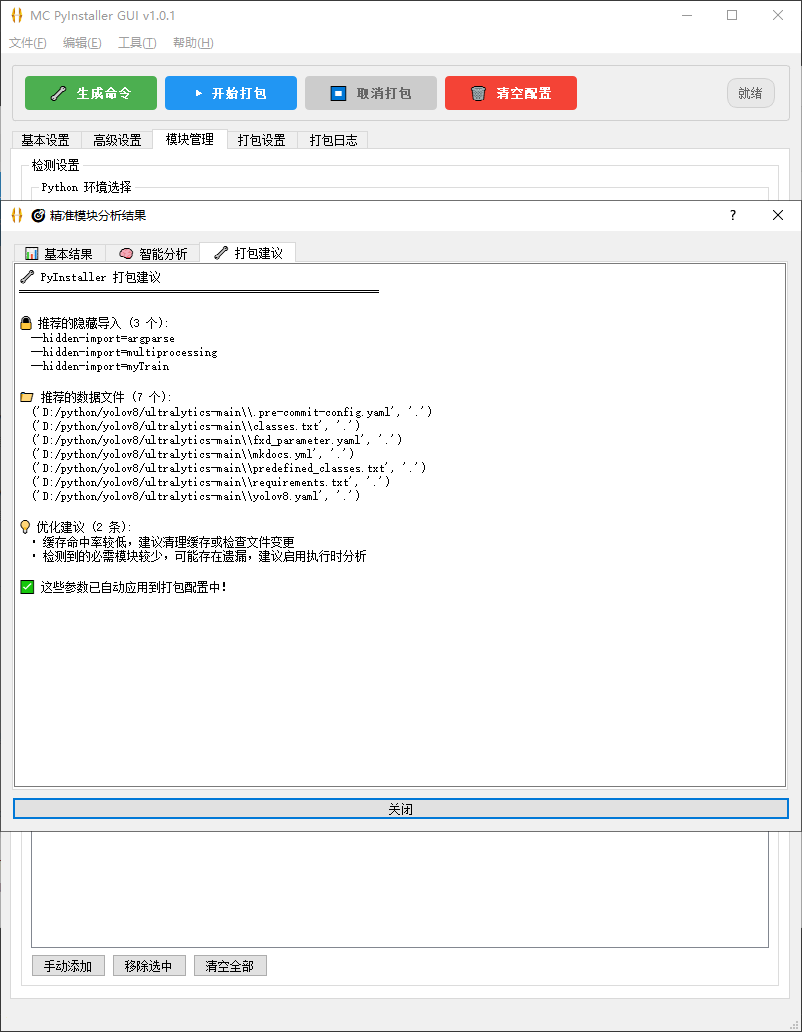 MC PyInstaller GUI v1.0.1
文件(F) 编辑(E) 工具(T) 帮助(H)
生成命令 开始打包 取消打包 清空配置 就绪
基本设置 高级设置 模块管理 打包设置 打包日志
检测设置
Python 环境选择
精准模块分析结果 ?
基本结果 智能分析 打包建议
PyInstaller 打包建议
推荐的隐藏导入 (3 个):
--hidden-import=argparse
--hidden-import=multiprocessing
--hidden-import=myTrain
推荐的数据文件 (7 个):
('D:/python/yolov8/ultralytics-main\\.pre-commit-config.yaml', '.')
('D:/python/yolov8/ultralytics-main\\classes.txt', '.')
('D:/python/yolov8/ultralytics-main\\fxd_parameter.yaml', '.')
('D:/python/yolov8/ultralytics-main\\mkdocs.yml', '.')
('D:/python/yolov8/ultralytics-main\\predefined_classes.txt', '.')
('D:/python/yolov8/ultralytics-main\\requirements.txt', '.')
('D:/python/yolov8/ultralytics-main\\yolov8.yaml', '.')
优化建议 (2 条):
• 缓存命中率较低，建议清理缓存或检查文件变更
• 检测到的必需模块较少，可能存在遗漏，建议启用执行时分析
这些参数已自动应用到打包配置中！
关闭
手动添加 移除选中 清空全部